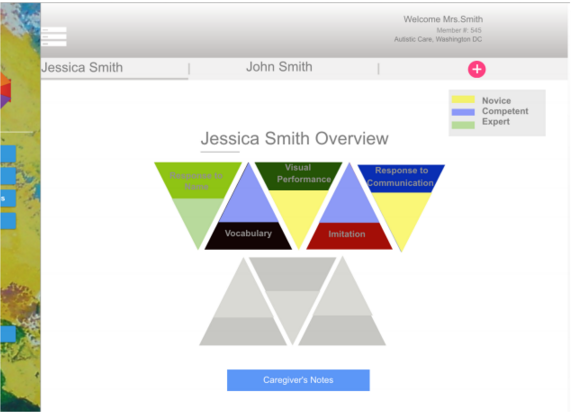 Welcome Mrs.Smith
Member #: 545
Autistic Care, Washington DC
Jessica Smith | John Smith | +
Novice
Competent
Expert
Jessica Smith Overview
Response to
Name
Visual
Performance
Response to
Communication
Vocabulary
Imitation
s
Caregiver's Notes